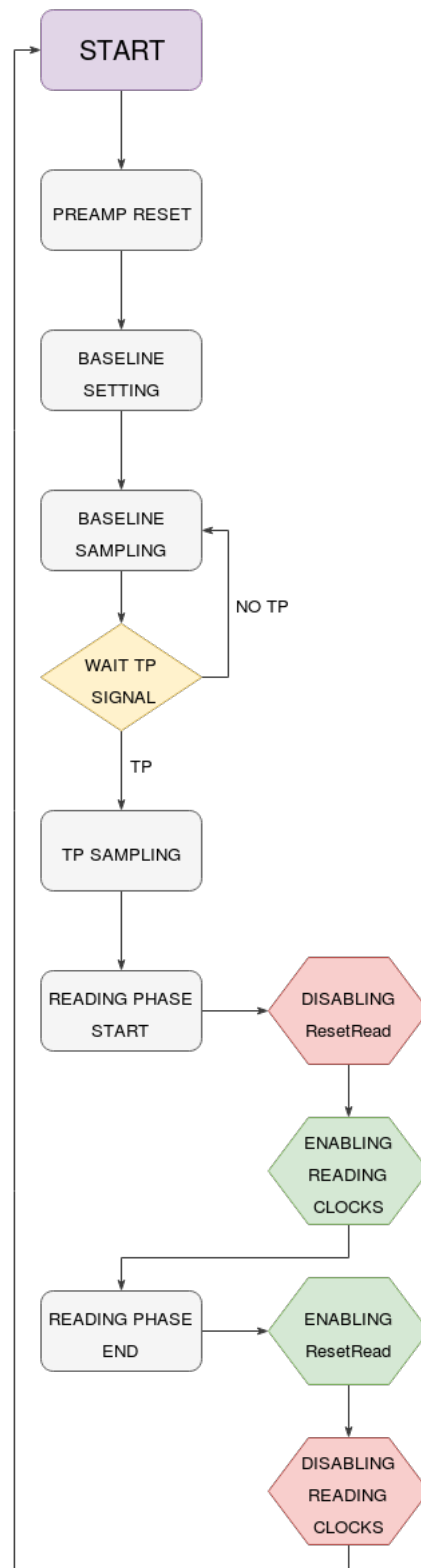 START
PREAMP RESET
BASELINE
SETTING
BASELINE
SAMPLING
NO TP
WAIT TP
SIGNAL
TP
TP SAMPLING
READING PHASE
START
DISABLING
ResetRead
ENABLING
READING
CLOCKS
READING PHASE
END
ENABLING
ResetRead
DISABLING
READING
CLOCKS